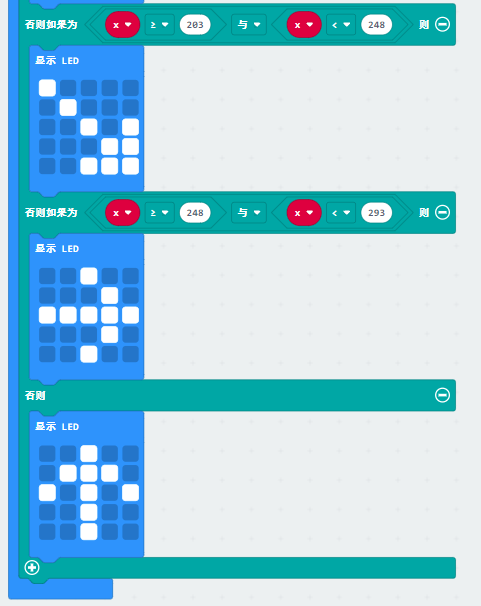 否则如果为 x ≥ 203 与 x < 248 则
显示 LED
否则如果为 x ≥ 248 与 x < 293 则
显示 LED
否则
显示 LED